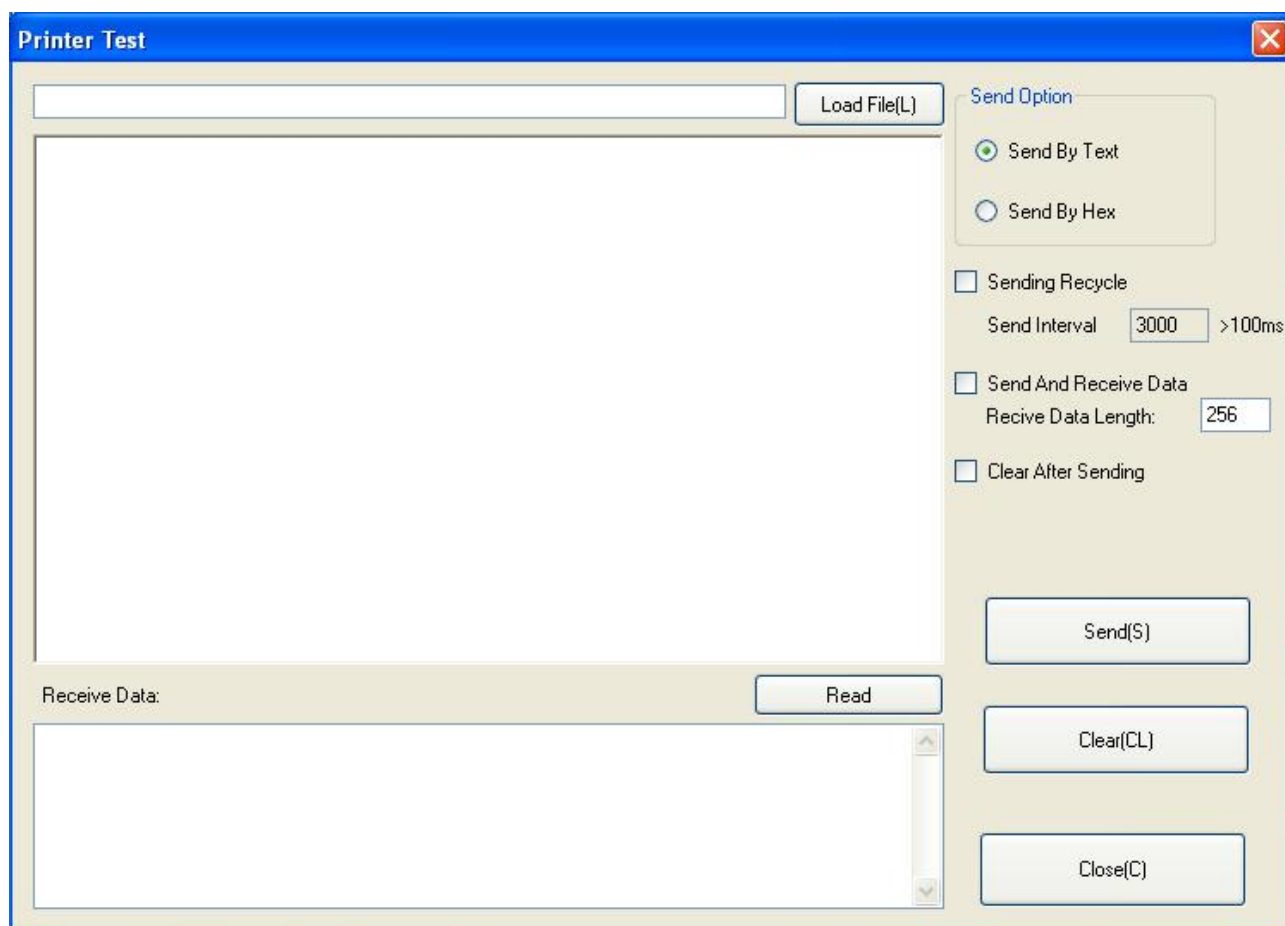 Printer Test
Load File(L)
Send Option
Send By Text
Send By Hex
Sending Recycle
Send Interval 3000 >100ms
Send And Receive Data
Recive Data Length: 256
Clear After Sending
Send(S)
Receive Data: Read
Clear(CL)
Close(C)